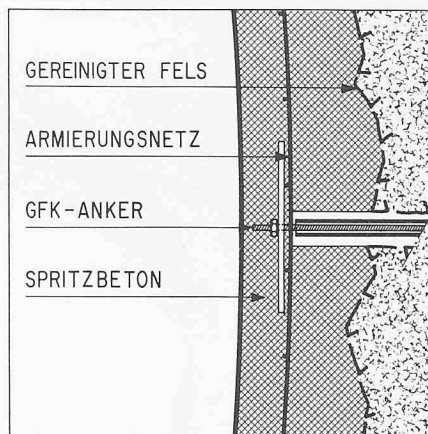 GEREINIGTER FELS
ARMIERUNGSNETZ
GFK-ANKER
SPRITZBETON